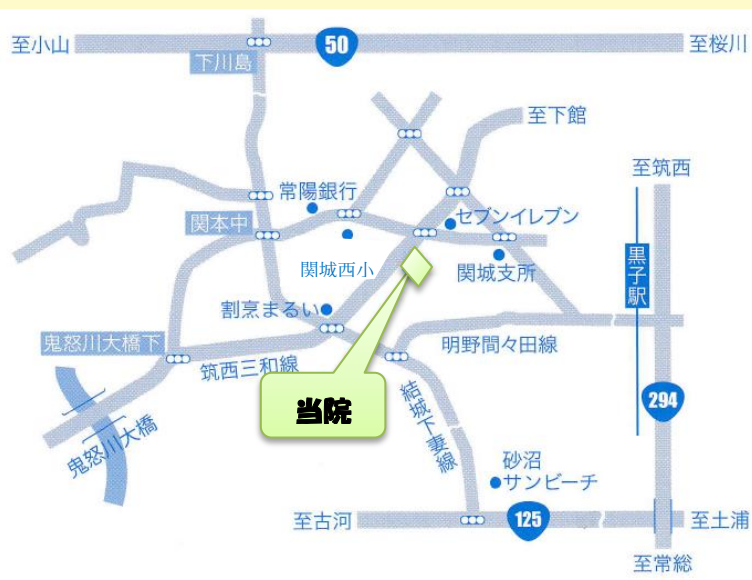 至小山
50
至桜川
下川島
至下館
至筑西
常陽銀行
セブンイレブン
関本中
関城西小
関城支所
黒子駅
割烹まるい
鬼怒川大橋下
明野間々田線
筑西三和線
294
当院
結城下妻線
鬼怒川大橋
砂沼
サンビーチ
至古河
125
至土浦
至常総